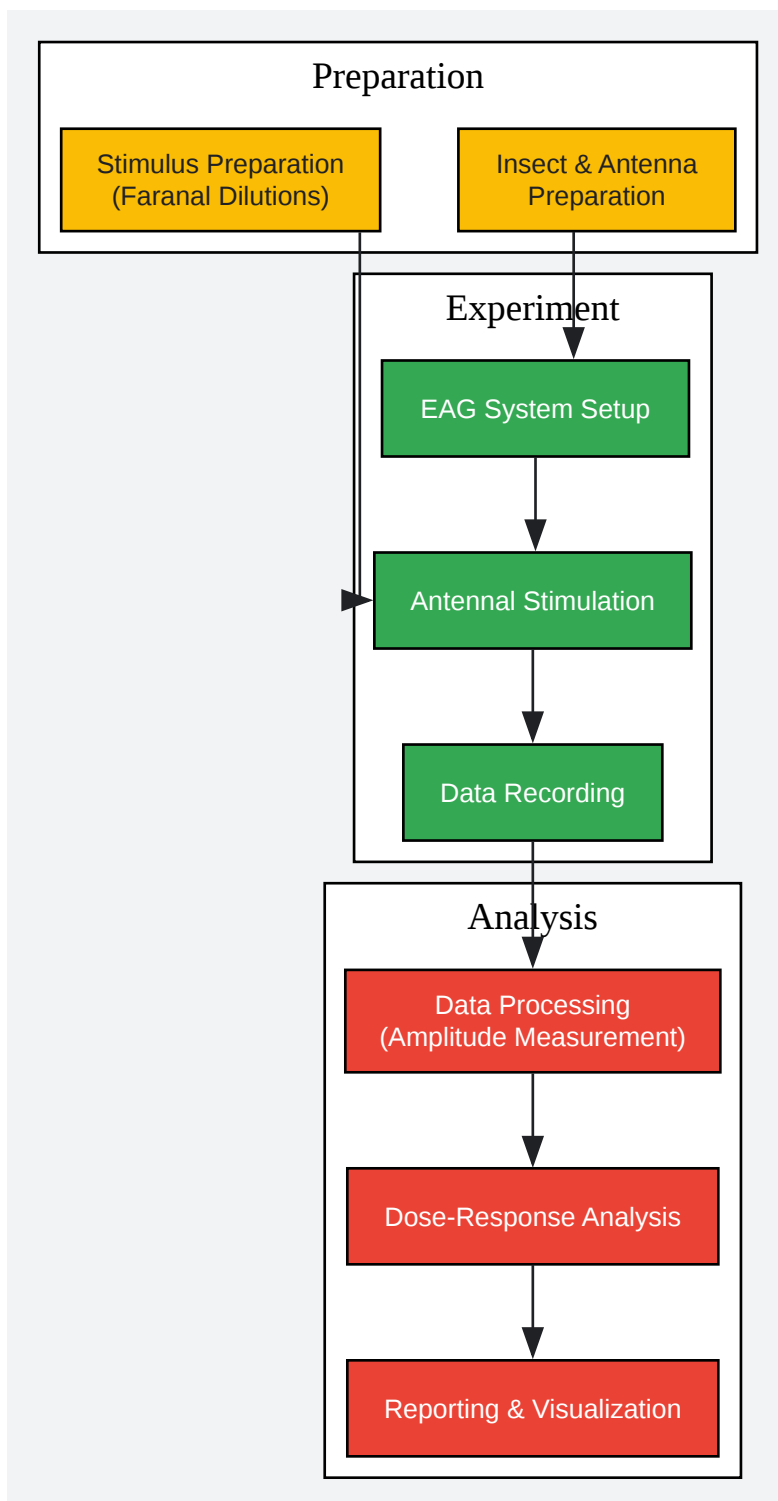 Preparation
Stimulus Preparation
(Faranal Dilutions)
Insect & Antenna
Preparation
Experiment
EAG System Setup
Antennal Stimulation
Data Recording
Analysis
Data Processing
(Amplitude Measurement)
Dose-Response Analysis
Reporting & Visualization